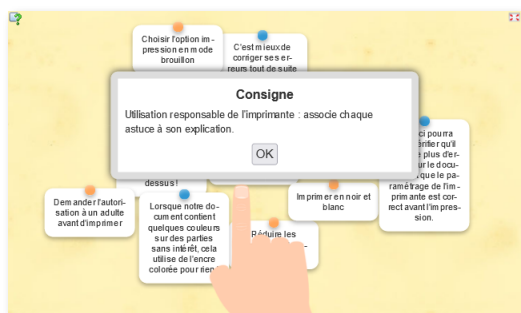 Choisir l'option im-
pression en mode
brouillon
C'est mieux de
corriger ses er-
reurs tout de suite
Consigne
Utilisation responsable de l'imprimante : associe chaque
astuce à son explication.
OK
ci pourra
érifier qu'il
plus d'er-
ur le docu-
que le pa-
ramétrage de l'im-
primante est cor-
rect avant l'impres-
sion.
dessus !
Demander l'autori-
sation à un adulte
avant d'imprimer
Lorsque notre do-
cument contient
quelques couleurs
sur des parties
sans intérêt, cela
utilise de l'encre
colorée pour rien
Imprimer en noir et
blanc
Réduire les